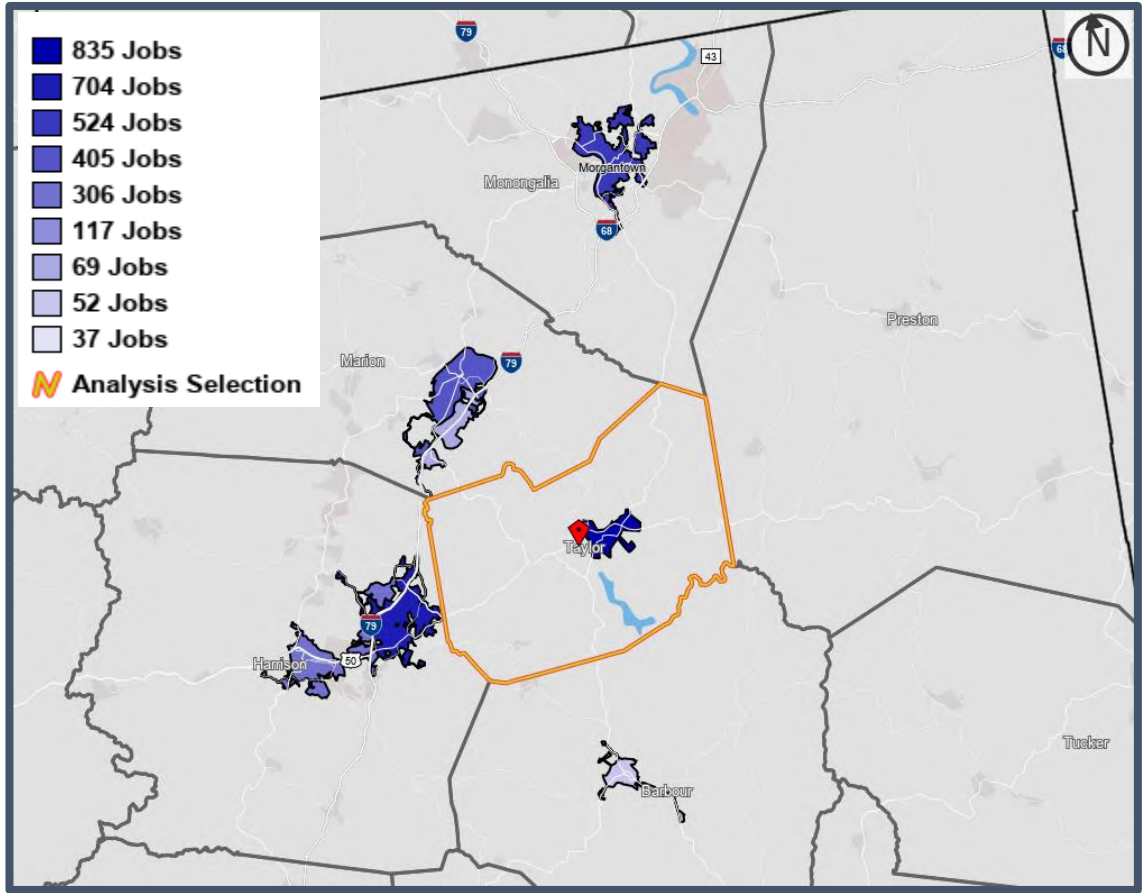 835 Jobs
704 Jobs
524 Jobs
405 Jobs
306 Jobs
117 Jobs
69 Jobs
52 Jobs
37 Jobs
Analysis Selection
79
43
68
N
Morgantown
Monongalia
68
Preston
Marion
79
Taylor
79
50
Harrison
Tucker
Barbour